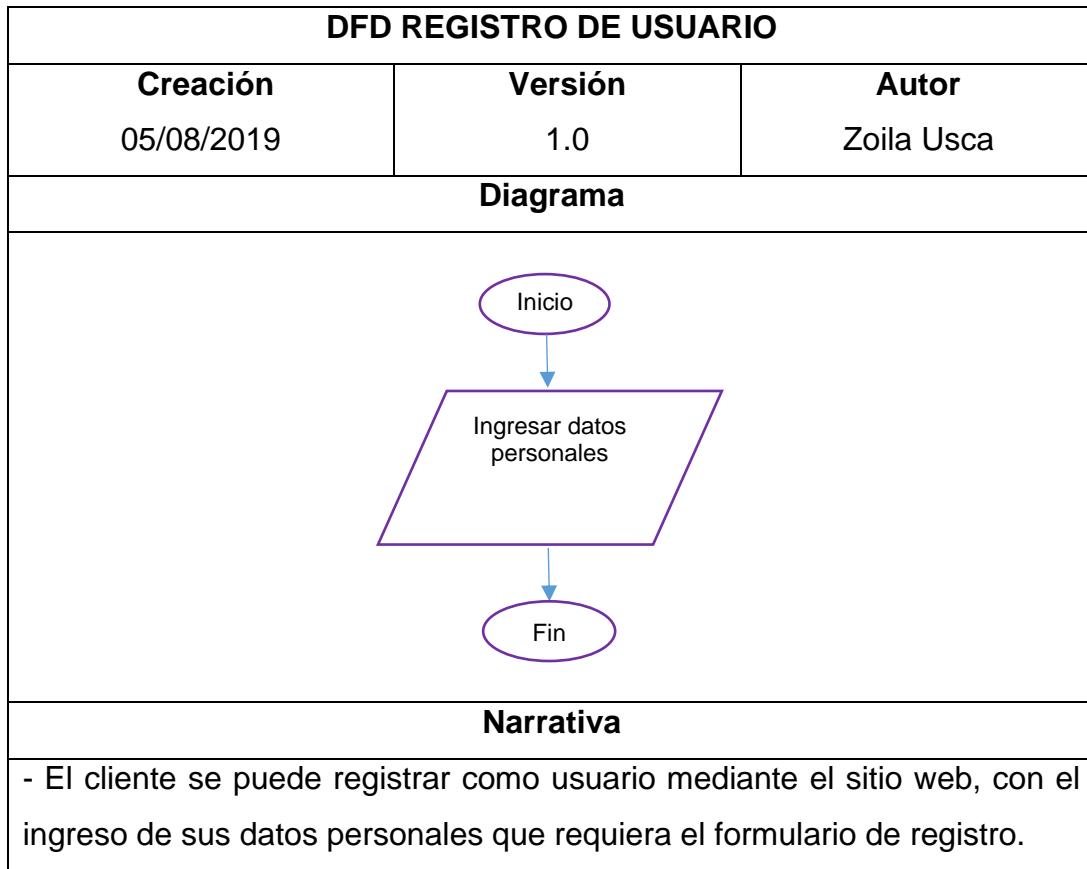 DFD REGISTRO DE USUARIO
Creación Versión Autor
05/08/2019 1.0 Zoila Usca
Diagrama
Inicio
Ingresar datos
personales
Fin
Narrativa
- El cliente se puede registrar como usuario mediante el sitio web, con el
ingreso de sus datos personales que requiera el formulario de registro.